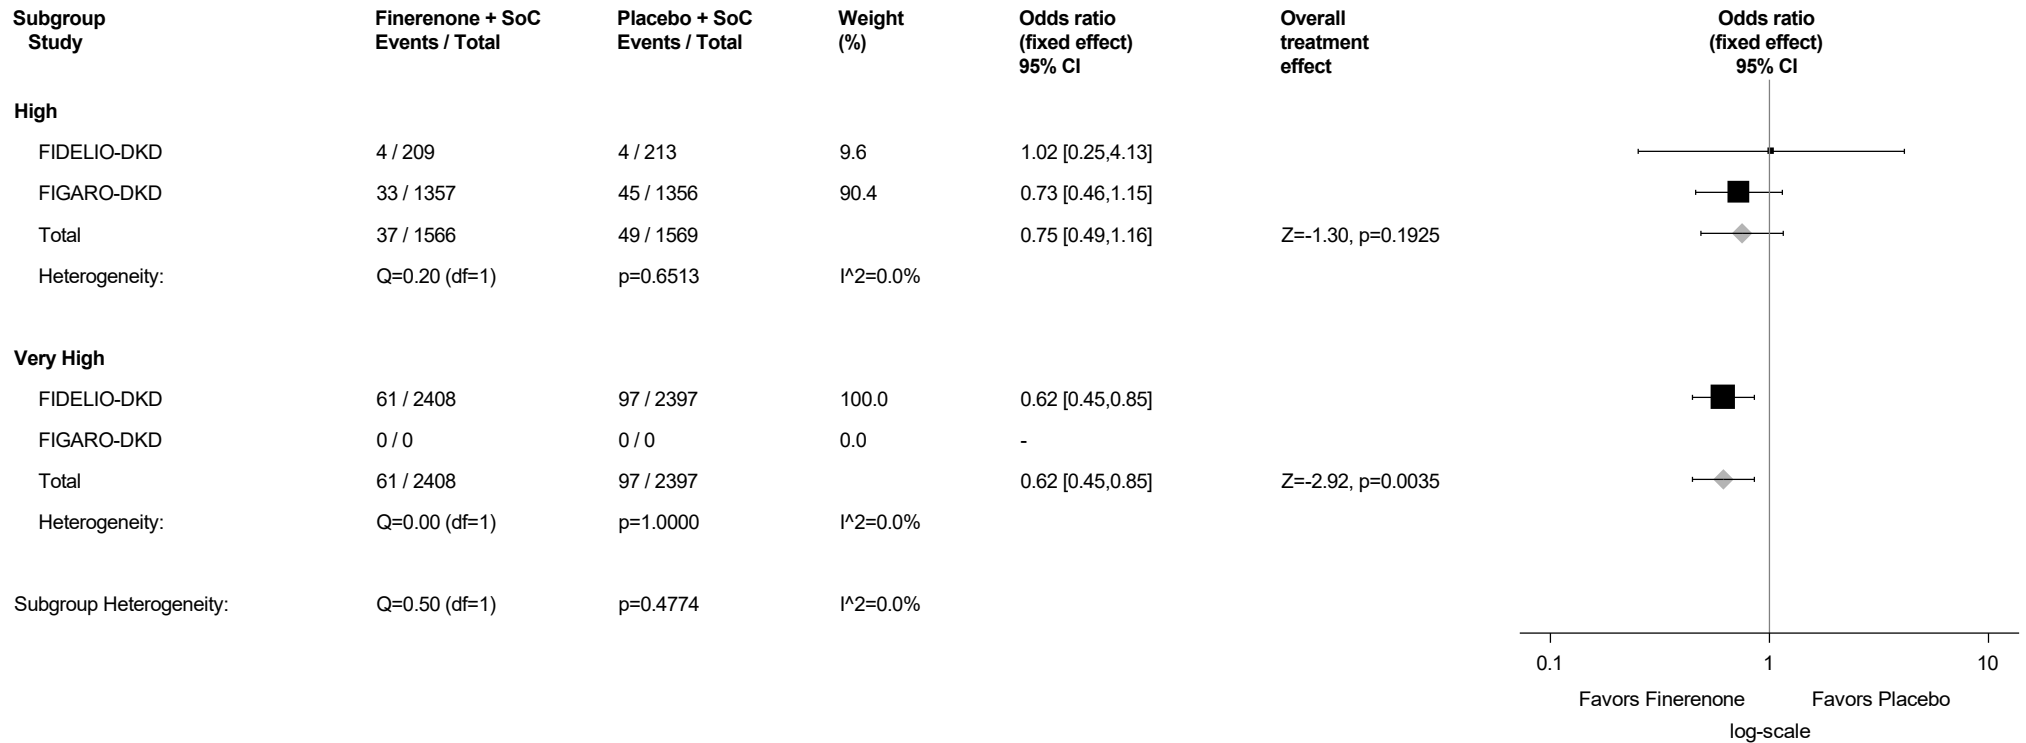 Subgroup Finerenone + SoC Placebo + SoC Weight Odds ratio Overall Odds ratio
Study Events / Total Events / Total (%) (fixed effect) treatment (fixed effect)
95% CI effect 95% CI
High
FIDELIO-DKD 4 / 209 4 / 213 9.6 1.02 [0.25,4.13]
FIGARO-DKD 33 / 1357 45 / 1356 90.4 0.73 [0.46,1.15]
Total 37 / 1566 49 / 1569 0.75 [0.49,1.16] Z=-1.30, p=0.1925
Heterogeneity: Q=0.20 (df=1) p=0.6513 I^2=0.0%
Very High
FIDELIO-DKD 61 / 2408 97 / 2397 100.0 0.62 [0.45,0.85]
FIGARO-DKD 0 / 0 0 / 0 0.0 -
Total 61 / 2408 97 / 2397 0.62 [0.45,0.85] Z=-2.92, p=0.0035
Heterogeneity: Q=0.00 (df=1) p=1.0000 I^2=0.0%
Subgroup Heterogeneity: Q=0.50 (df=1) p=0.4774 I^2=0.0%
0.1 1 10
Favors Finerenone Favors Placebo
log-scale